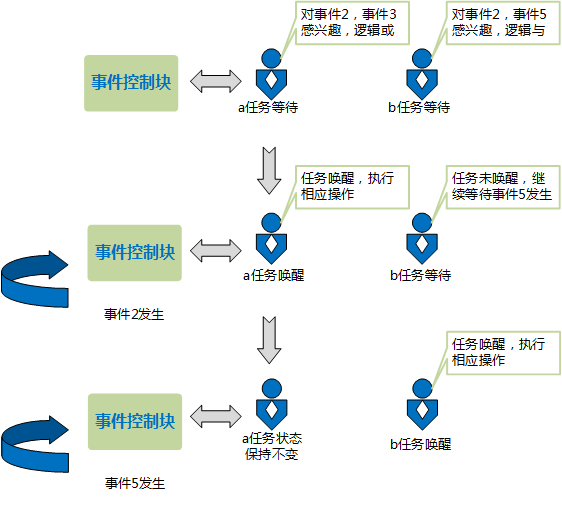 对事件2，事件3
感兴趣，逻辑或
对事件2，事件5
感兴趣，逻辑与
事件控制块
a任务等待
b任务等待
任务唤醒，执行
相应操作
任务未唤醒，继
续等待事件5发生
事件控制块
a任务唤醒
b任务等待
事件2发生
任务唤醒，执行
相应操作
事件控制块
a任务状态
保持不变
b任务唤醒
事件5发生